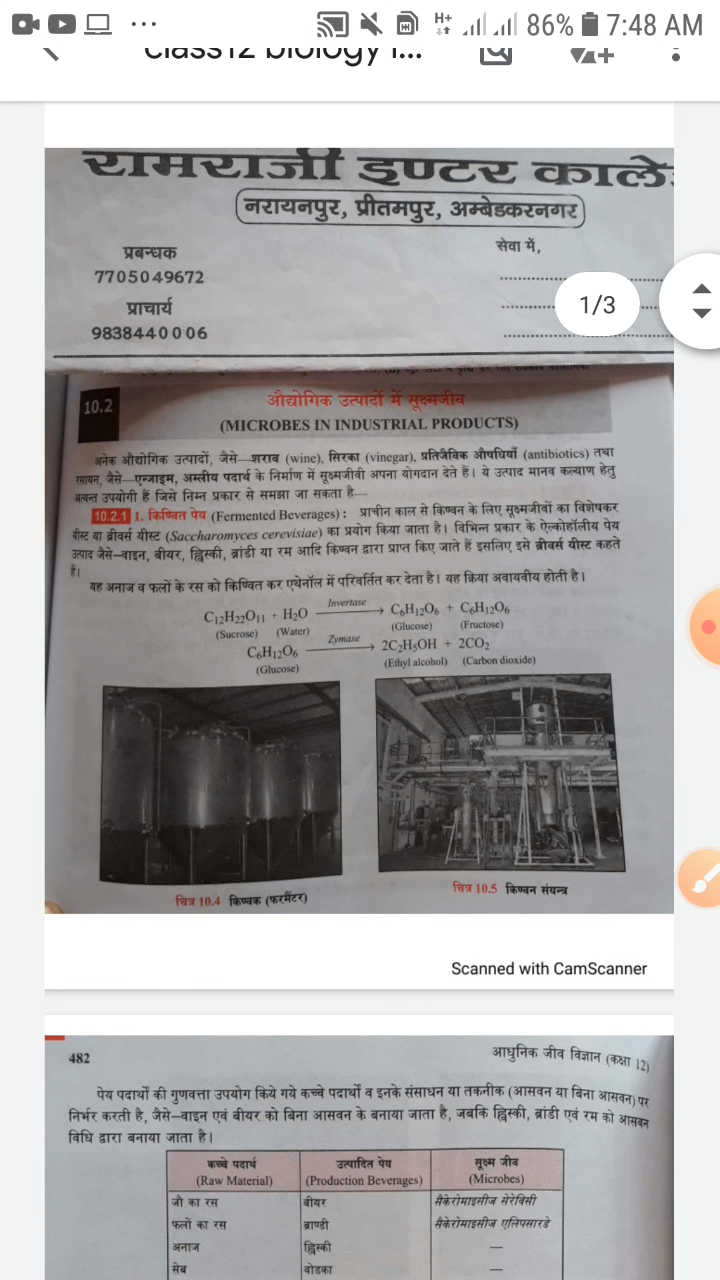 86% 7:48 AM
class12 biology l...
रामराजी इण्टर काले
नरायनपुर, प्रीतमपुर, अम्बेडकरनगर
प्रबन्धक
7705049672
प्राचार्य
9838440006
सेवा में,
1/3
10.2
औद्योगिक उत्पादों में सूक्ष्मजीव
(MICROBES IN INDUSTRIAL PRODUCTS)
अनेक औद्योगिक उत्पादों, जैसे—शराब (wine), सिरका (vinegar), प्रतिजैविक औषधियाँ (antibiotics) तथा
रसायन, जैसे—एन्जाइम, अम्लीय पदार्थ के निर्माण में सूक्ष्मजीवी अपना योगदान देते हैं। ये उत्पाद मानव कल्याण हेतु
अत्यन्त उपयोगी हैं जिसे निम्न प्रकार से समझा जा सकता है—
10.2.1 1. किण्वित पेय (Fermented Beverages) : प्राचीन काल से किण्वन के लिए सूक्ष्मजीवों का विशेषकर
यीस्ट या ब्रीवर्स यीस्ट (Saccharomyces cerevisiae) का प्रयोग किया जाता है। विभिन्न प्रकार के ऐल्कोहॉलीय पेय
उत्पाद जैसे—वाइन, बीयर, ह्विस्की, ब्रांडी या रम आदि किण्वन द्वारा प्राप्त किए जाते हैं इसलिए इसे ब्रीवर्स यीस्ट कहते
हैं।
यह अनाज व फलों के रस को किण्वित कर एथेनॉल में परिवर्तित कर देता है। यह क्रिया अवायवीय होती है।
Invertase
C₁₂H₂₂O₁₁ + H₂O ⟶ C₆H₁₂O₆ + C₆H₁₂O₆
(Sucrose) (Water) (Glucose) (Fructose)
Zymase
C₆H₁₂O₆ ⟶ 2C₂H₅OH + 2CO₂
(Glucose) (Ethyl alcohol) (Carbon dioxide)
चित्र 10.4 किण्वक (फरमैंटर)
चित्र 10.5 किण्वन संयन्त्र
Scanned with CamScanner
482
आधुनिक जीव विज्ञान (कक्षा 12)
पेय पदार्थों की गुणवत्ता उपयोग किये गये कच्चे पदार्थों व इनके संसाधन या तकनीक (आसवन या बिना आसवन) पर
निर्भर करती है, जैसे—वाइन एवं बीयर को बिना आसवन के बनाया जाता है, जबकि ह्विस्की, ब्रांडी एवं रम को आसवन
विधि द्वारा बनाया जाता है।
कच्चे पदार्थ उत्पादित पेय सूक्ष्म जीव
(Raw Material) (Production Beverages) (Microbes)
जौ का रस बीयर सैकेरोमाइसीज सेरेविसी
फलों का रस ब्राण्डी सैकेरोमाइसीज एलिपसारडे
अनाज ह्विस्की —
सेब वोडका —